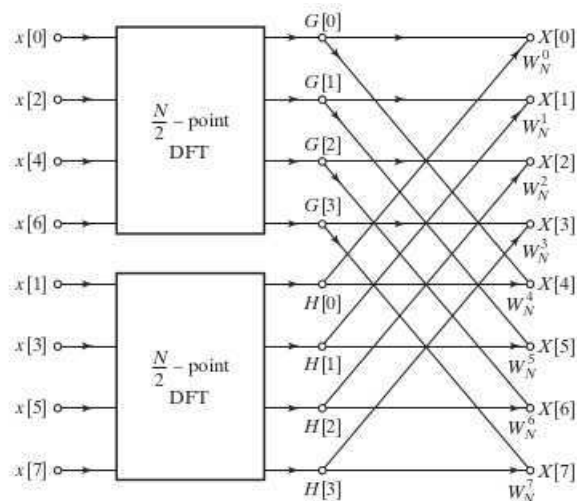 x[0] G[0] X[0]
W_N^0
x[2] G[1] X[1]
W_N^1
N/2 – point
DFT
x[4] G[2] X[2]
W_N^2
x[6] G[3] X[3]
W_N^3
x[1] H[0] X[4]
W_N^4
x[3] H[1] X[5]
W_N^5
N/2 – point
DFT
x[5] H[2] X[6]
W_N^6
x[7] H[3] X[7]
W_N^7